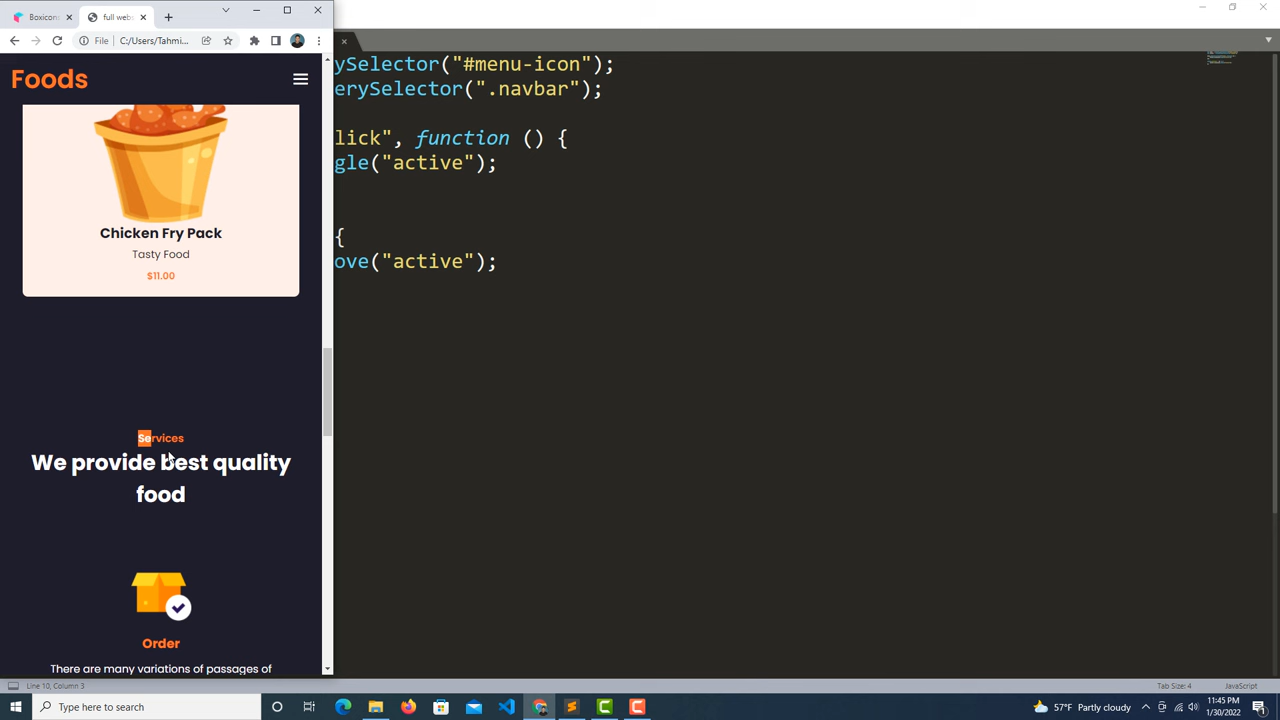 Boxicons
full webs
File
C:/Users/Tahmi
Foods
Chicken Fry Pack
Tasty Food
$11.00
Services
We provide best quality
food
Order
There are many variations of passages of
ySelector("#menu-icon");
erySelector(".navbar");
lick", function () {
gle("active");
{
ove("active");
Line 10, Column 3
Tab Size: 4
JavaScript
Type here to search
57°F Partly cloudy
11:45 PM
1/30/2022
1